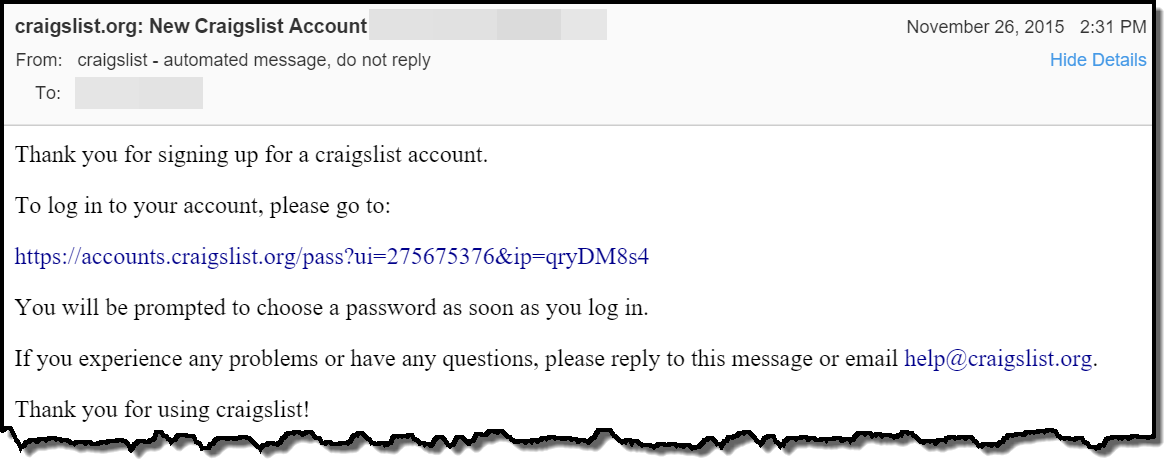 craigslist.org: New Craigslist Account
November 26, 2015 2:31 PM
From: craigslist - automated message, do not reply
Hide Details
To:
Thank you for signing up for a craigslist account.
To log in to your account, please go to:
https://accounts.craigslist.org/pass?ui=275675376&ip=qryDM8s4
You will be prompted to choose a password as soon as you log in.
If you experience any problems or have any questions, please reply to this message or email help@craigslist.org.
Thank you for using craigslist!